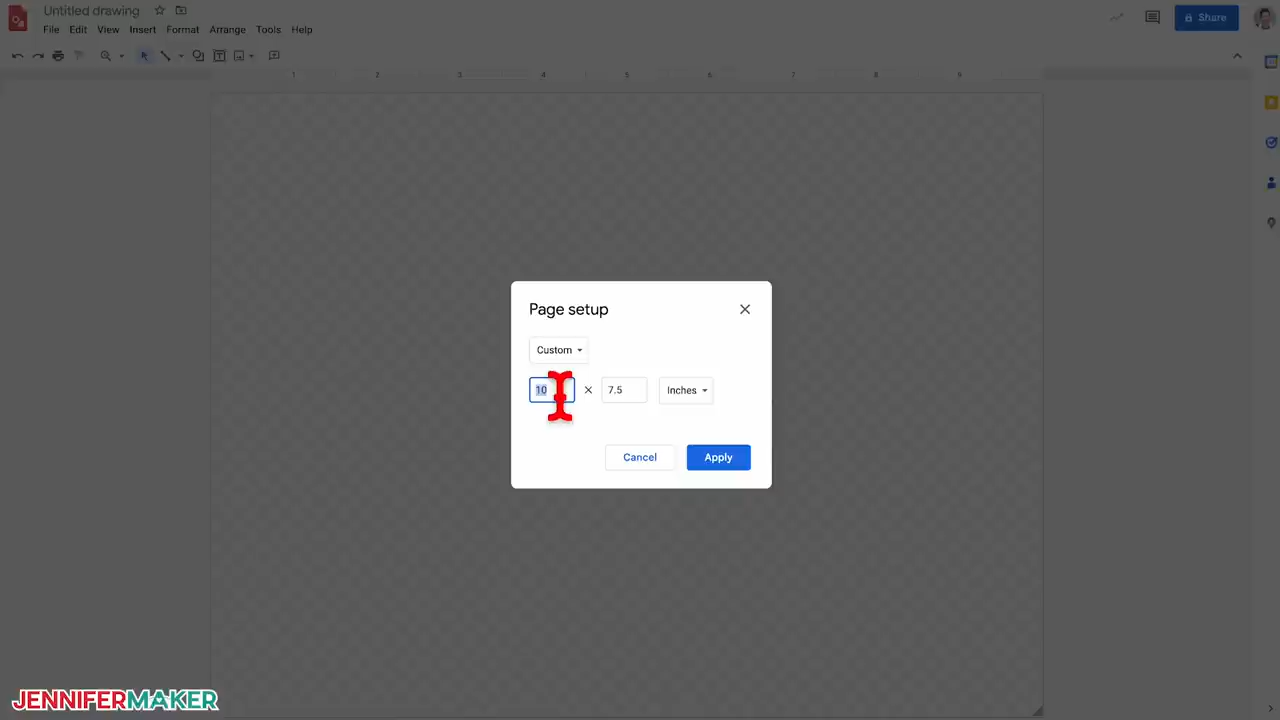 Untitled drawing
File Edit View Insert Format Arrange Tools Help
Share
1 2 3 4 5 6 7 8 9
Page setup
Custom
10 × 7.5 Inches
Cancel Apply
JENNIFERMAKER